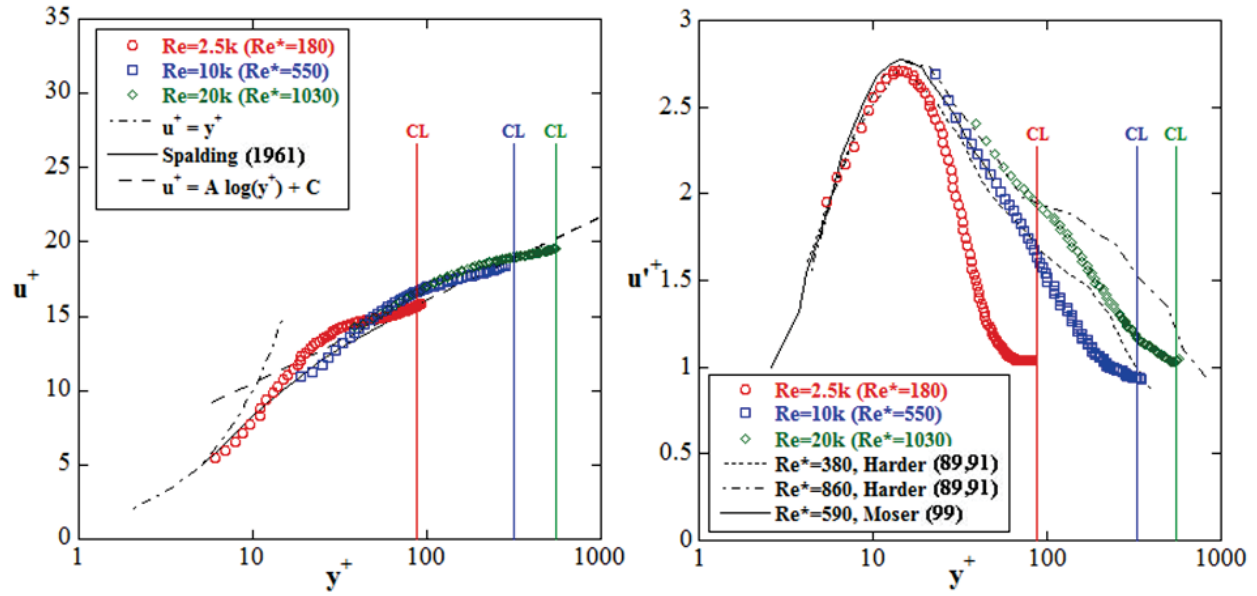 35
30
25
20
15
10
5
0
u⁺
1
10
100
1000
y⁺
Re=2.5k (Re*=180)
Re=10k (Re*=550)
Re=20k (Re*=1030)
u⁺ = y⁺
Spalding (1961)
u⁺ = A log(y⁺) + C
CL
CL
CL
3
2.5
2
1.5
1
0.5
0
u'⁺
1
10
100
1000
y⁺
CL
CL
CL
Re=2.5k (Re*=180)
Re=10k (Re*=550)
Re=20k (Re*=1030)
Re*=380, Harder (89,91)
Re*=860, Harder (89,91)
Re*=590, Moser (99)